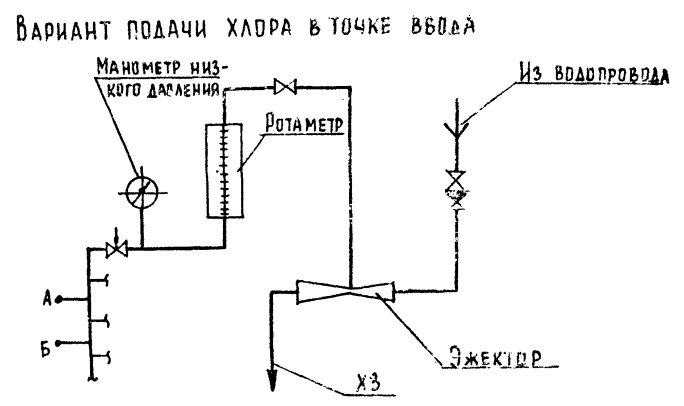 ВАРИАНТ ПОДАЧИ ХЛОРА В ТОЧКЕ ВВОДА
МАНОМЕТР НИЗ-
КОГО ДАВЛЕНИЯ
ИЗ ВОДОПРОВОДА
РОТАМЕТР
А
Б
ЭЖЕКТОР
ХЗ